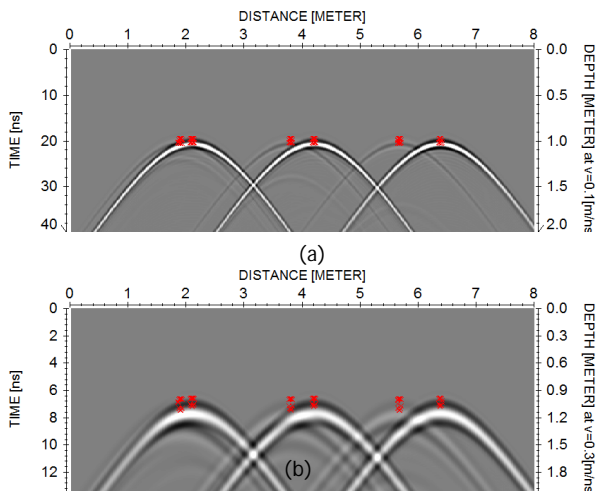 DISTANCE [METER]
0 1 2 3 4 5 6 7 8
TIME [ns]
0 10 20 30 40
0.0 0.5 1.0 1.5 2.0
DEPTH [METER] at v=0.1[m/ns
(a)
DISTANCE [METER]
0 1 2 3 4 5 6 7 8
TIME [ns]
0 2 4 6 8 10 12
0.0 0.3 0.6 0.9 1.2 1.5 1.8
DEPTH [METER] at v=0.3[m/ns
(b)